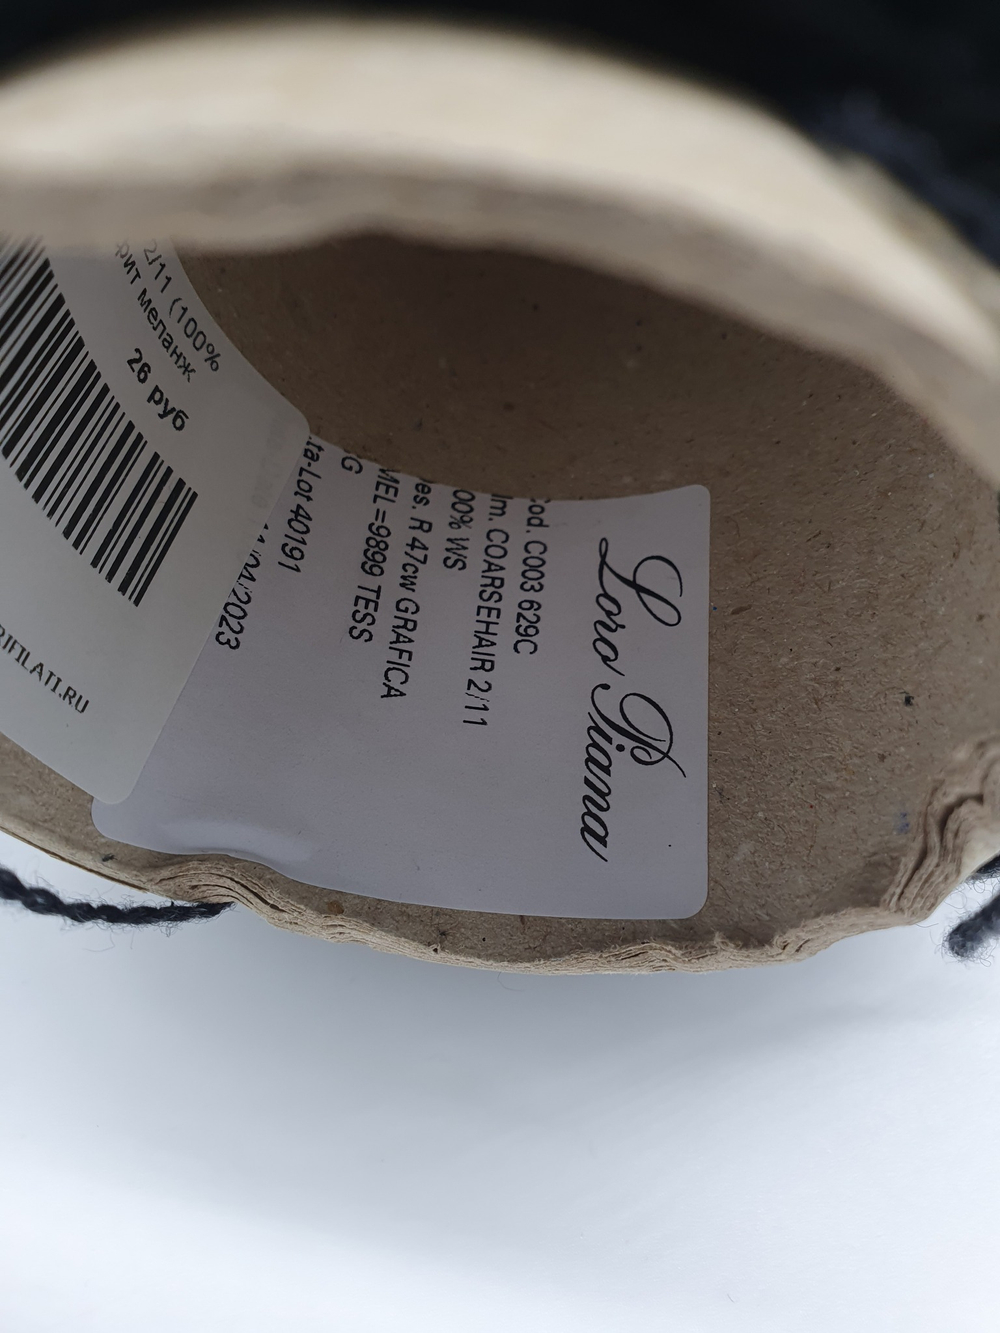 Loro Piana
od. C003 629C
m. COARSEHAIR 2/11
00% WS
es. R 47cw GRAFICA
MEL=9899 TESS
G
ta-Lot 40191
2023
2/11 (100%
рит меланж
26 руб
IFILATI.RU